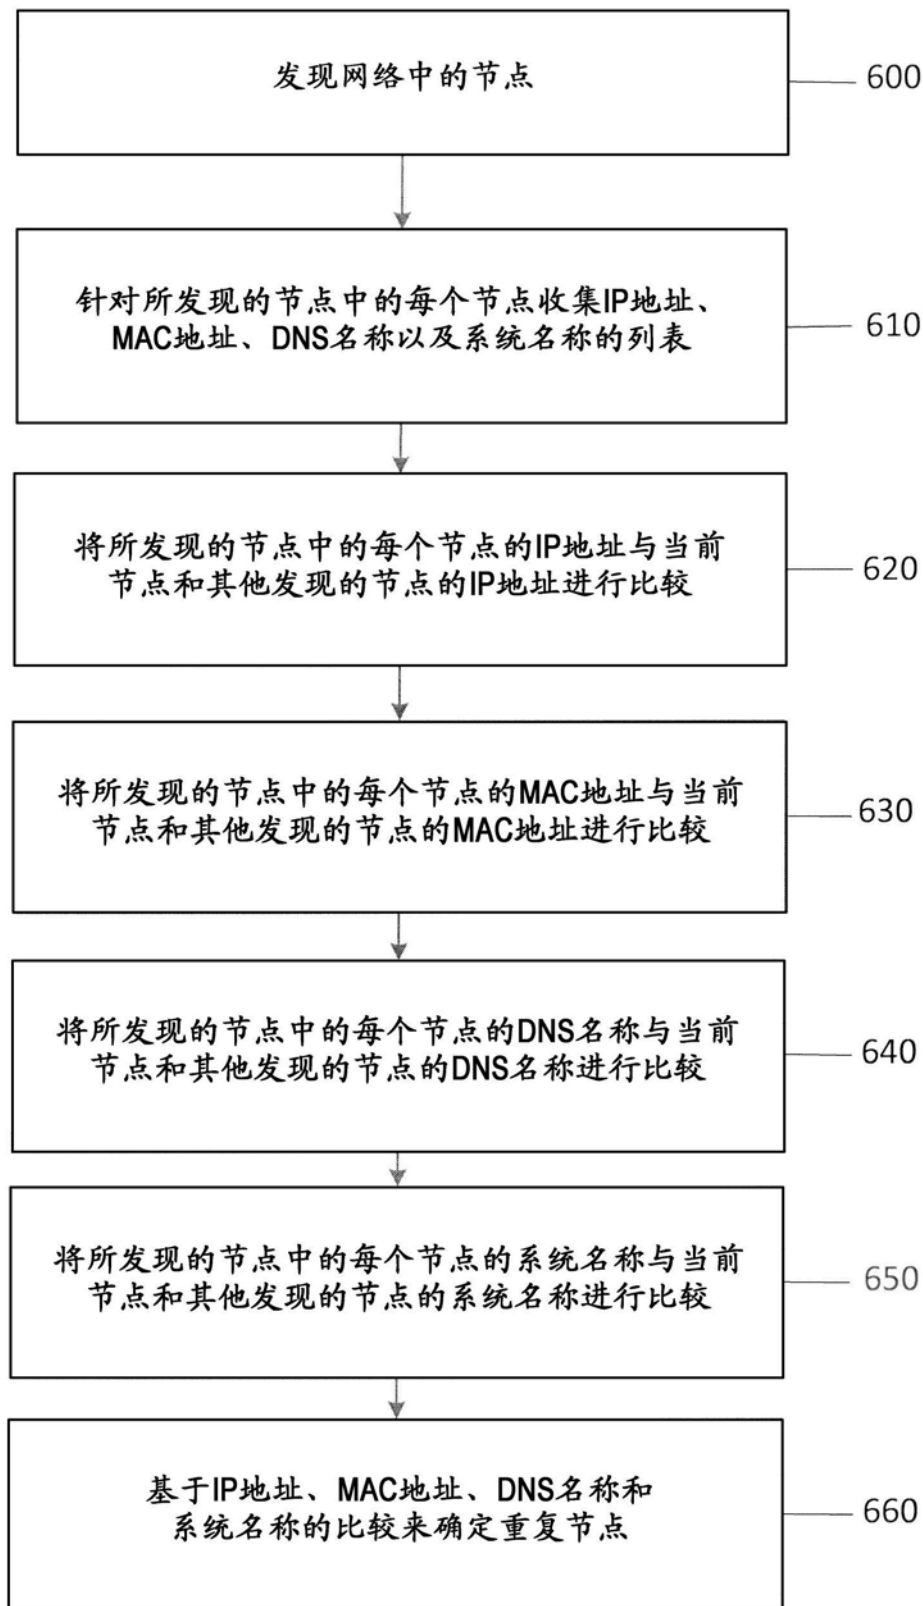 发现网络中的节点
600
针对所发现的节点中的每个节点收集IP地址、
MAC地址、DNS名称以及系统名称的列表
610
将所发现的节点中的每个节点的IP地址与当前
节点和其他发现的节点的IP地址进行比较
620
将所发现的节点中的每个节点的MAC地址与当前
节点和其他发现的节点的MAC地址进行比较
630
将所发现的节点中的每个节点的DNS名称与当前
节点和其他发现的节点的DNS名称进行比较
640
将所发现的节点中的每个节点的系统名称与当前
节点和其他发现的节点的系统名称进行比较
650
基于IP地址、MAC地址、DNS名称和
系统名称的比较来确定重复节点
660